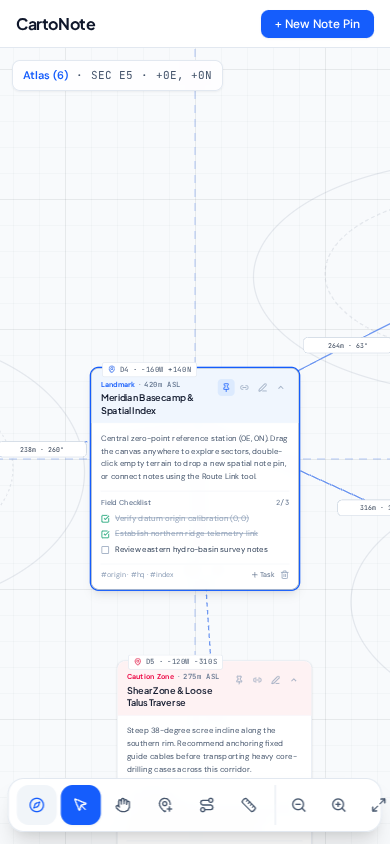 CartoNote
+ New Note Pin
Atlas (6) · SEC E5 · +0E, +0N
264m · 63°
D4 · -160W +140N
Landmark · 420m ASL
Meridian Basecamp &
Spatial Index
Central zero-point reference station (0E, 0N). Drag
the canvas anywhere to explore sectors, double-
click empty terrain to drop a new spatial note pin,
or connect notes using the Route Link tool.
238m · 260°
Field Checklist 2/3
Verify datum origin calibration (0,0)
Establish northern ridge telemetry link
Review eastern hydro-basin survey notes
316m ·
#origin · #hq · #index + Task
D5 · -120W -310S
Caution Zone · 275m ASL
Shear Zone & Loose
Talus Traverse
Steep 38-degree scree incline along the
southern rim. Recommend anchoring fixed
guide cables before transporting heavy core-
drilling cases across this corridor.